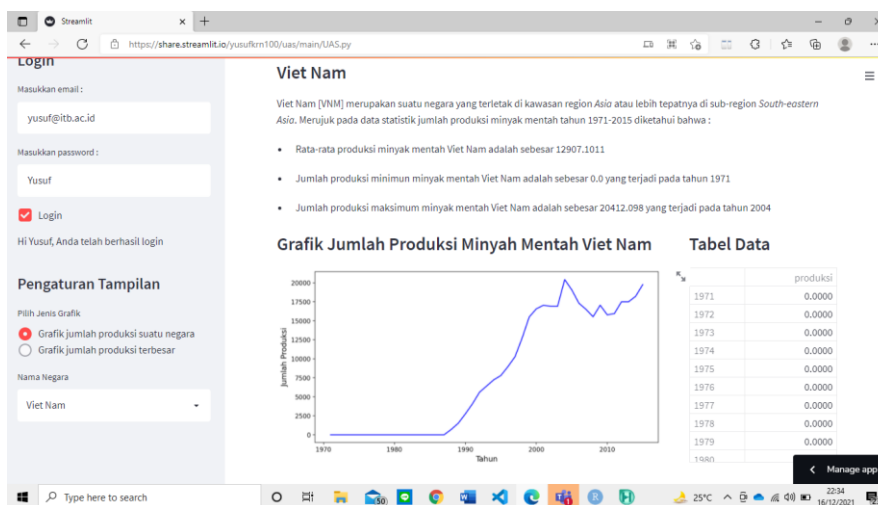 Streamlit
https://share.streamlit.io/yusufkrn100/uas/main/UAS.py
Login
Masukkan email :
yusuf@itb.ac.id
Masukkan password :
Yusuf
Login
Hi Yusuf, Anda telah berhasil login
Pengaturan Tampilan
Pilih Jenis Grafik
Grafik jumlah produksi suatu negara
Grafik jumlah produksi terbesar
Nama Negara
Viet Nam
Viet Nam
Viet Nam [VNM] merupakan suatu negara yang terletak di kawasan region Asia atau lebih tepatnya di sub-region South-eastern
Asia. Merujuk pada data statistik jumlah produksi minyak mentah tahun 1971-2015 diketahui bahwa :
• Rata-rata produksi minyak mentah Viet Nam adalah sebesar 12907.1011
• Jumlah produksi minimun minyak mentah Viet Nam adalah sebesar 0.0 yang terjadi pada tahun 1971
• Jumlah produksi maksimum minyak mentah Viet Nam adalah sebesar 20412.098 yang terjadi pada tahun 2004
Grafik Jumlah Produksi Minyah Mentah Viet Nam
Jumlah Produksi
20000
17500
15000
12500
10000
7500
5000
2500
0
1970 1980 1990 2000 2010
Tahun
Tabel Data
produksi
1971 0.0000
1972 0.0000
1973 0.0000
1974 0.0000
1975 0.0000
1976 0.0000
1977 0.0000
1978 0.0000
1979 0.0000
1980
Manage app
Type here to search
50
25°C
22:34
16/12/2021